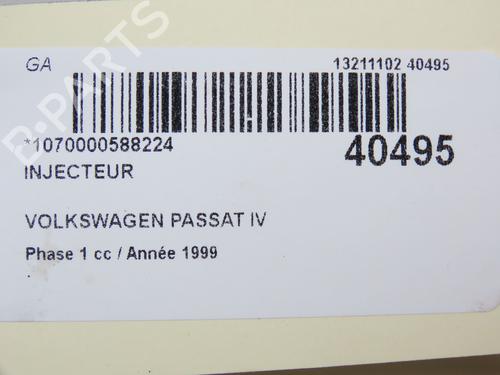 GA
13211102 40495
*1070000588224
40495
INJECTEUR
VOLKSWAGEN PASSAT IV
Phase 1 cc / Année 1999
B-PARTS